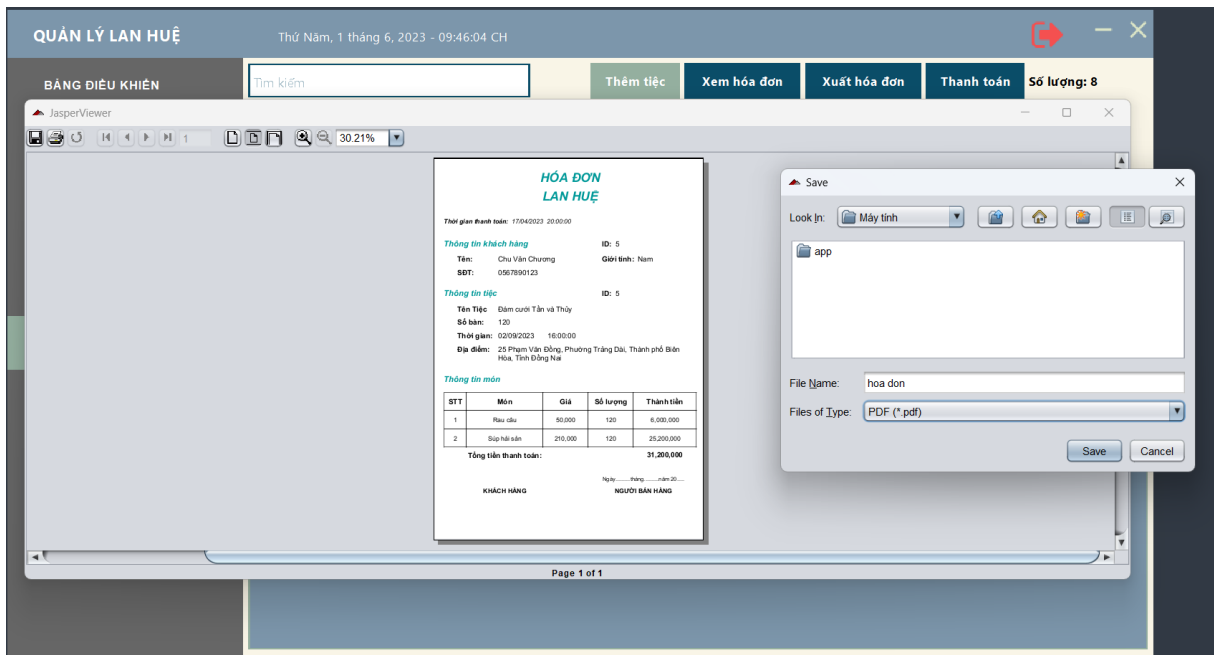 QUẢN LÝ LAN HUỆ
Thứ Năm, 1 tháng 6, 2023 - 09:46:04 CH
BẢNG ĐIỀU KHIỂN
Tìm kiếm
Thêm tiệc
Xem hóa đơn
Xuất hóa đơn
Thanh toán
Số lượng: 8
JasperViewer
1
30.21%
HÓA ĐƠN
LAN HUỆ
Thời gian thanh toán: 17/04/2023 20:00:00
Thông tin khách hàng ID: 5
Tên: Chu Văn Chương Giới tính: Nam
SĐT: 0567890123
Thông tin tiệc ID: 5
Tên Tiệc Đám cưới Tần và Thủy
Số bàn: 120
Thời gian: 02/09/2023 16:00:00
Địa điểm: 25 Phạm Văn Đồng, Phường Trảng Dài, Thành phố Biên
Hòa, Tỉnh Đồng Nai
Thông tin món
STT Món Giá Số lượng Thành tiền
1 Rau câu 50,000 120 6,000,000
2 Súp hải sản 210,000 120 25,200,000
Tổng tiền thanh toán: 31,200,000
Ngày........tháng.........năm 20.....
KHÁCH HÀNG NGƯỜI BÁN HÀNG
Page 1 of 1
Save
Look In: Máy tính
app
File Name: hoa don
Files of Type: PDF (*.pdf)
Save Cancel